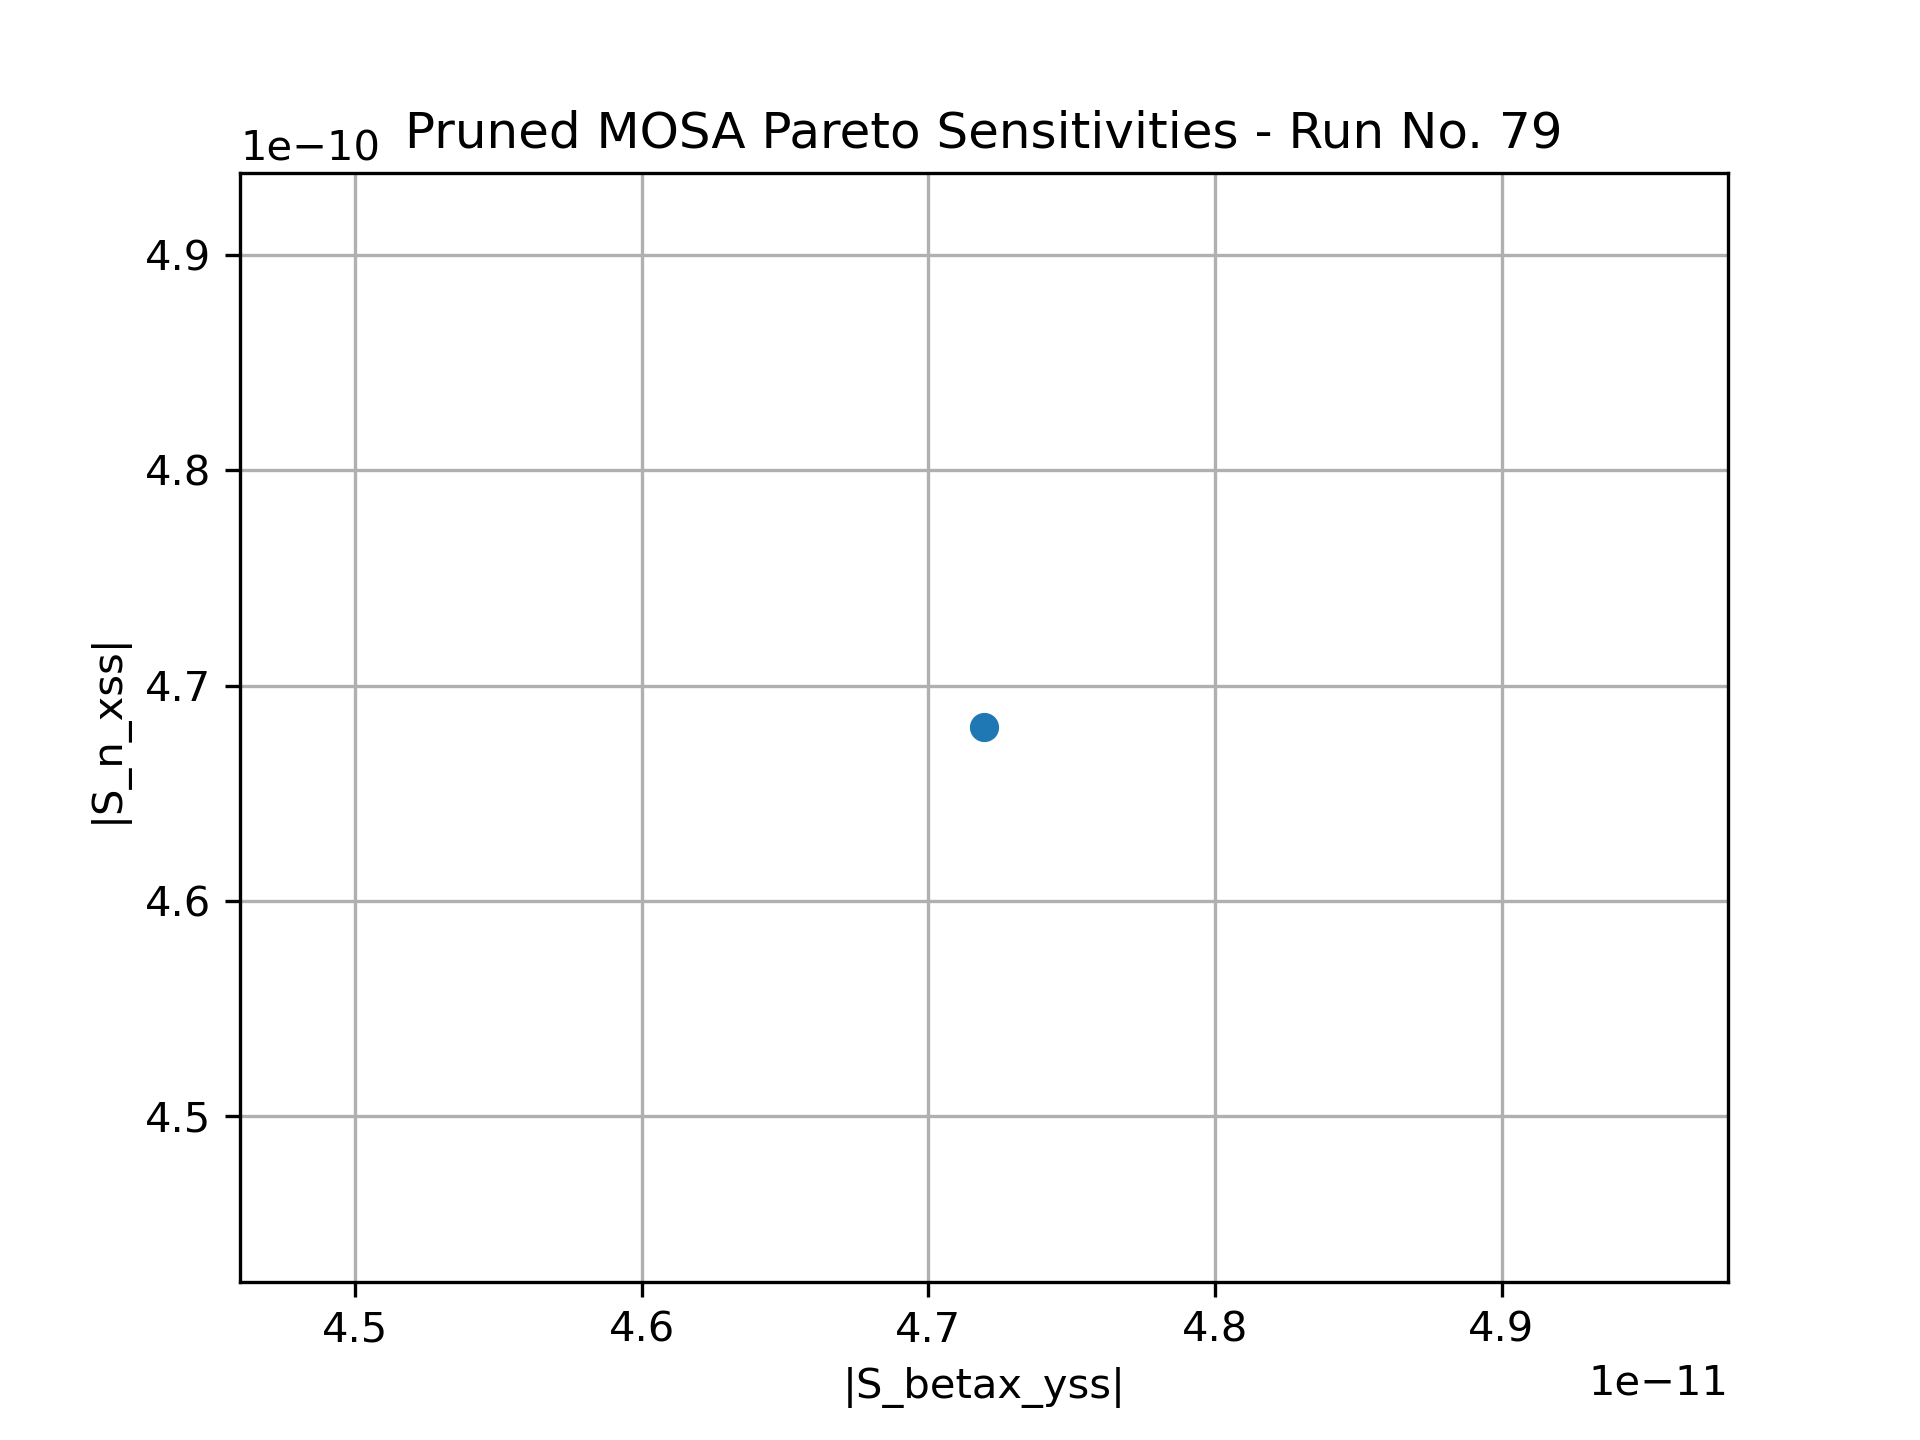 Pruned MOSA Pareto Sensitivities - Run No. 79
1e−10
4.9
4.8
4.7
4.6
4.5
|S_n_xss|
4.5 4.6 4.7 4.8 4.9
|S_betax_yss|
1e−11